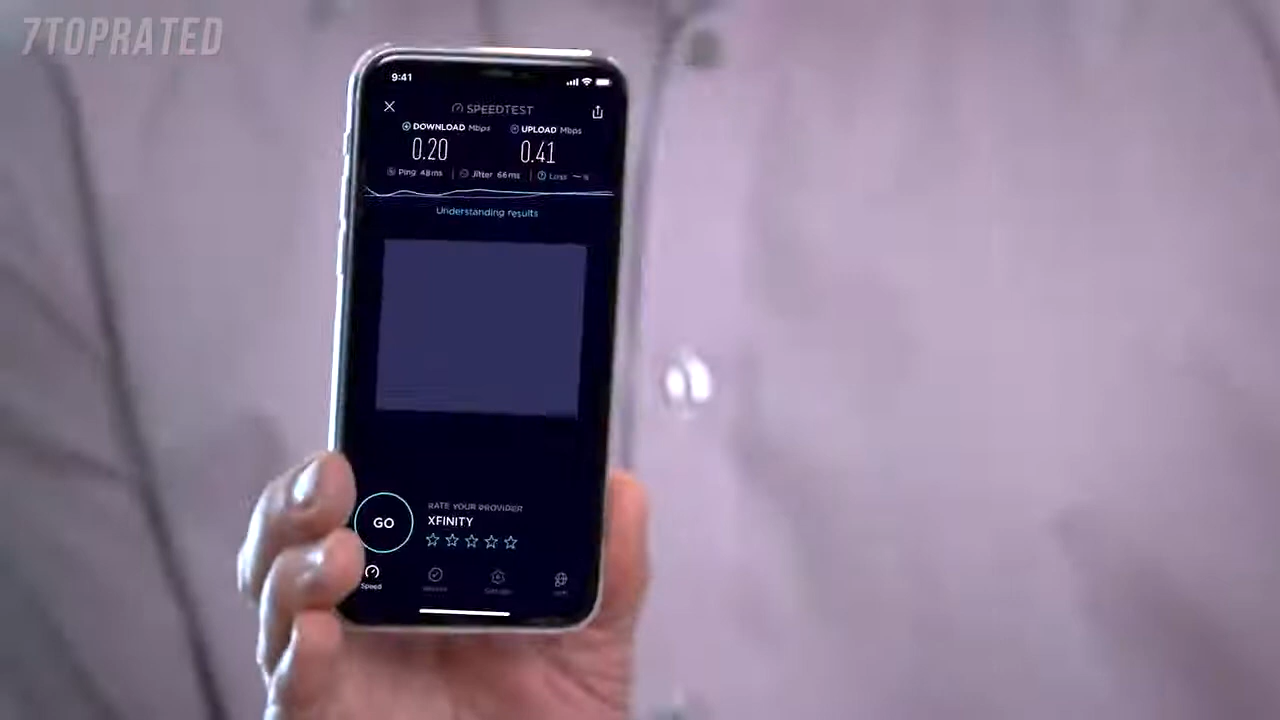 7TOPRATED
9:41
SPEEDTEST
DOWNLOAD Mbps UPLOAD Mbps
0.20 0.41
Ping 48ms Jitter 66ms Loss
Understanding results
RATE YOUR PROVIDER
GO
XFINITY
Speed